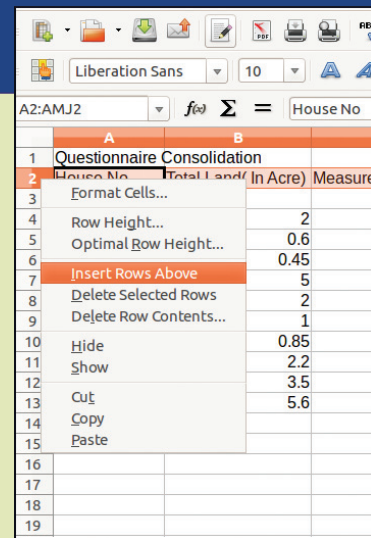 PDF
AB
Liberation Sans
10
A
A2:AMJ2
f(x) Σ = House No
A B
1 Questionnaire Consolidation
2 House No Total Land( In Acre) Measure
3 Format Cells...
4 Row Height... 2
5 Optimal Row Height... 0.6
6 0.45
7 Insert Rows Above 5
8 Delete Selected Rows 2
9 Delete Row Contents... 1
10 Hide 0.85
11 Show 2.2
12 3.5
13 Cut 5.6
14 Copy
15 Paste
16
17
18
19